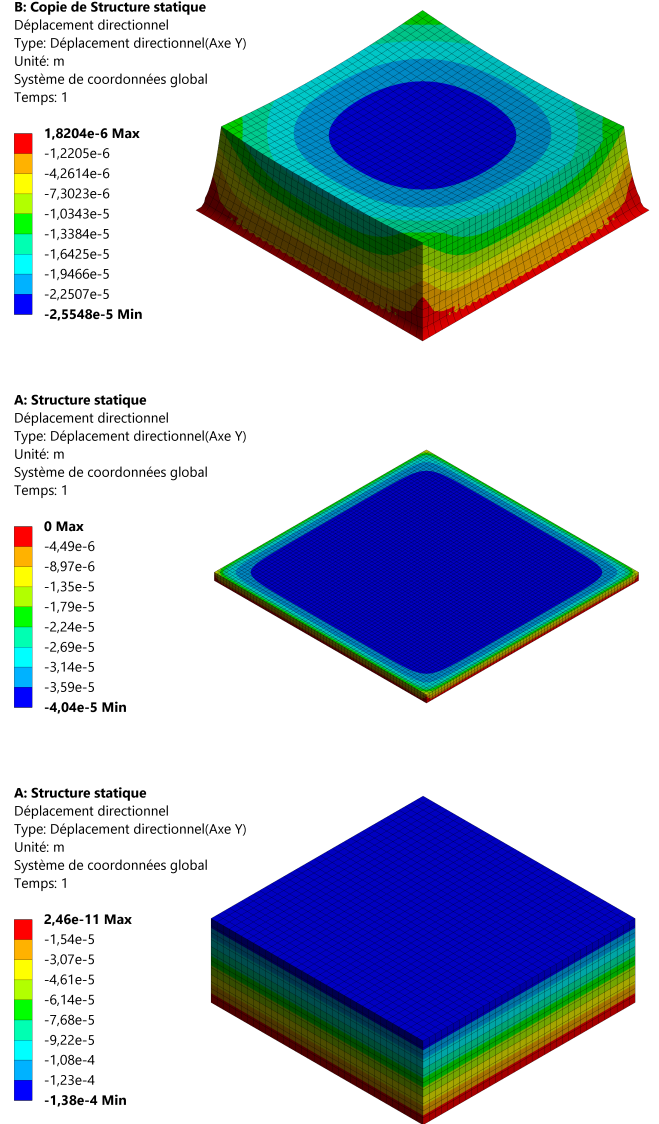 B: Copie de Structure statique
Déplacement directionnel
Type: Déplacement directionnel(Axe Y)
Unité: m
Système de coordonnées global
Temps: 1
1,8204e-6 Max
-1,2205e-6
-4,2614e-6
-7,3023e-6
-1,0343e-5
-1,3384e-5
-1,6425e-5
-1,9466e-5
-2,2507e-5
-2,5548e-5 Min
A: Structure statique
Déplacement directionnel
Type: Déplacement directionnel(Axe Y)
Unité: m
Système de coordonnées global
Temps: 1
0 Max
-4,49e-6
-8,97e-6
-1,35e-5
-1,79e-5
-2,24e-5
-2,69e-5
-3,14e-5
-3,59e-5
-4,04e-5 Min
A: Structure statique
Déplacement directionnel
Type: Déplacement directionnel(Axe Y)
Unité: m
Système de coordonnées global
Temps: 1
2,46e-11 Max
-1,54e-5
-3,07e-5
-4,61e-5
-6,14e-5
-7,68e-5
-9,22e-5
-1,08e-4
-1,23e-4
-1,38e-4 Min